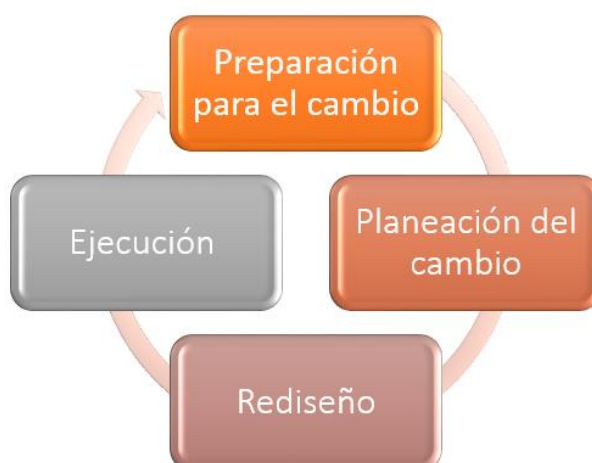 Preparación
para el cambio
Planeación del
cambio
Rediseño
Ejecución